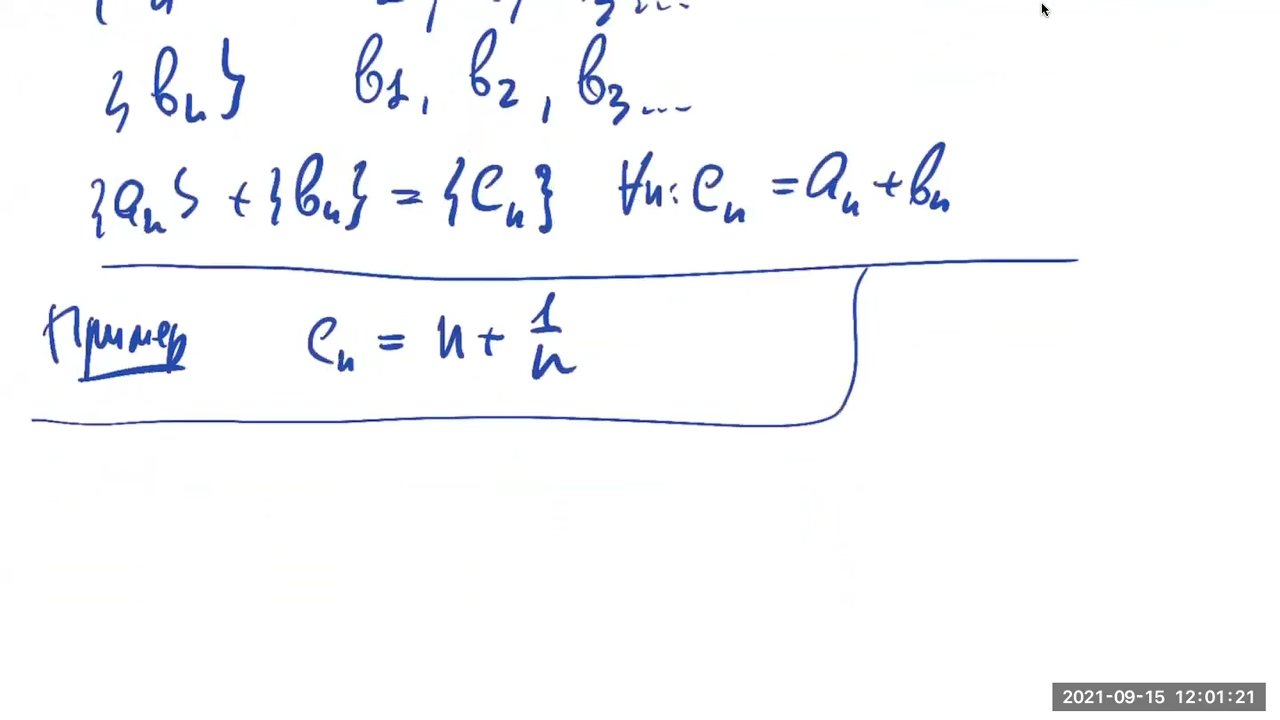 {bn} b1, b2, b3...
{an} + {bn} = {Cn} ∀n: Cn = an + bn
Пример Cn = n + 1/n
2021-09-15 12:01:21